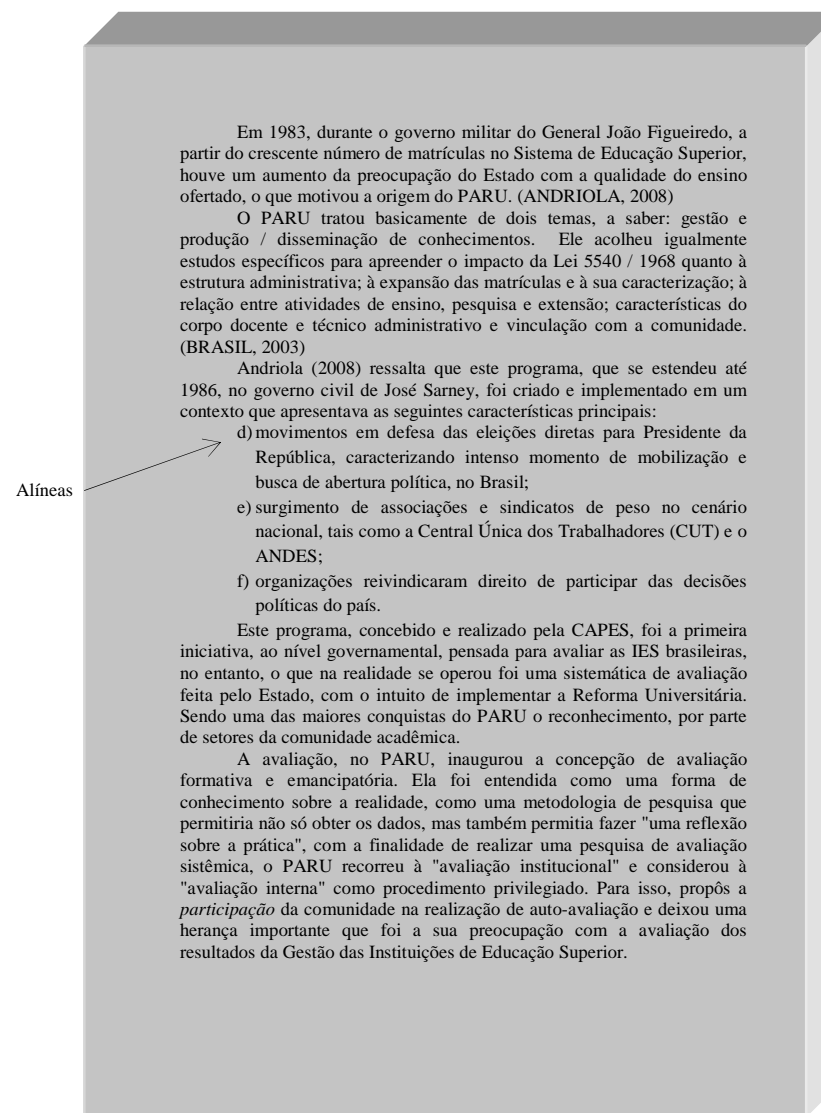 Em 1983, durante o governo militar do General João Figueiredo, a
partir do crescente número de matrículas no Sistema de Educação Superior,
houve um aumento da preocupação do Estado com a qualidade do ensino
ofertado, o que motivou a origem do PARU. (ANDRIOLA, 2008)
O PARU tratou basicamente de dois temas, a saber: gestão e
produção / disseminação de conhecimentos. Ele acolheu igualmente
estudos específicos para apreender o impacto da Lei 5540 / 1968 quanto à
estrutura administrativa; à expansão das matrículas e à sua caracterização; à
relação entre atividades de ensino, pesquisa e extensão; características do
corpo docente e técnico administrativo e vinculação com a comunidade.
(BRASIL, 2003)
Andriola (2008) ressalta que este programa, que se estendeu até
1986, no governo civil de José Sarney, foi criado e implementado em um
contexto que apresentava as seguintes características principais:
d) movimentos em defesa das eleições diretas para Presidente da
República, caracterizando intenso momento de mobilização e
busca de abertura política, no Brasil;
Alíneas
e) surgimento de associações e sindicatos de peso no cenário
nacional, tais como a Central Única dos Trabalhadores (CUT) e o
ANDES;
f) organizações reivindicaram direito de participar das decisões
políticas do país.
Este programa, concebido e realizado pela CAPES, foi a primeira
iniciativa, ao nível governamental, pensada para avaliar as IES brasileiras,
no entanto, o que na realidade se operou foi uma sistemática de avaliação
feita pelo Estado, com o intuito de implementar a Reforma Universitária.
Sendo uma das maiores conquistas do PARU o reconhecimento, por parte
de setores da comunidade acadêmica.
A avaliação, no PARU, inaugurou a concepção de avaliação
formativa e emancipatória. Ela foi entendida como uma forma de
conhecimento sobre a realidade, como uma metodologia de pesquisa que
permitiria não só obter os dados, mas também permitia fazer "uma reflexão
sobre a prática", com a finalidade de realizar uma pesquisa de avaliação
sistêmica, o PARU recorreu à "avaliação institucional" e considerou à
"avaliação interna" como procedimento privilegiado. Para isso, propôs a
participação da comunidade na realização de auto-avaliação e deixou uma
herança importante que foi a sua preocupação com a avaliação dos
resultados da Gestão das Instituições de Educação Superior.